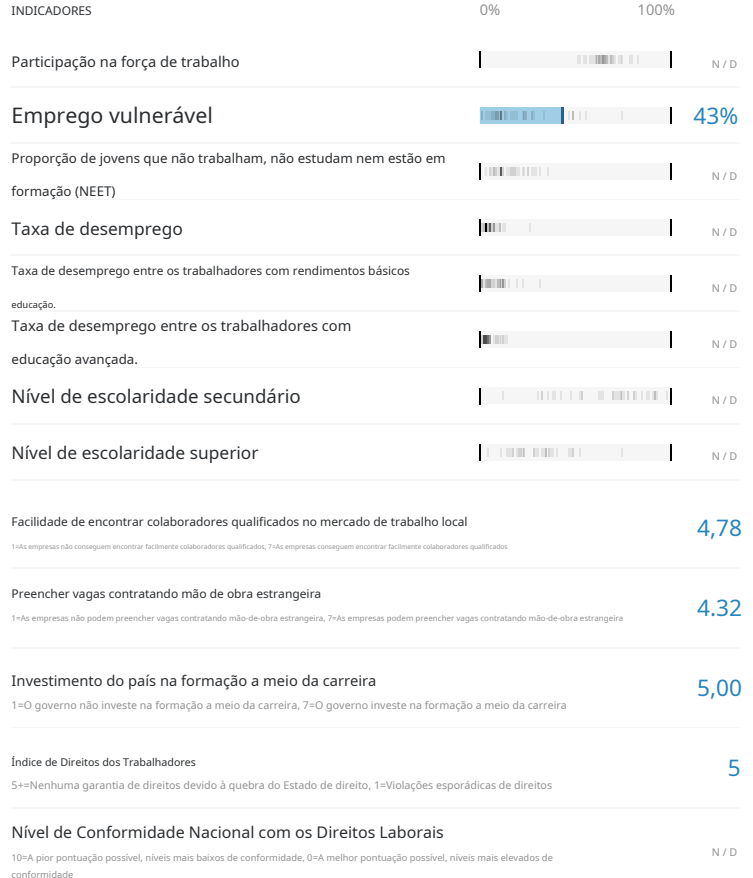 INDICADORES 0% 100%
Participação na força de trabalho N / D
Emprego vulnerável 43%
Proporção de jovens que não trabalham, não estudam nem estão em
formação (NEET) N / D
Taxa de desemprego N / D
Taxa de desemprego entre os trabalhadores com rendimentos básicos
educação. N / D
Taxa de desemprego entre os trabalhadores com
educação avançada. N / D
Nível de escolaridade secundário N / D
Nível de escolaridade superior N / D
Facilidade de encontrar colaboradores qualificados no mercado de trabalho local 4,78
1=As empresas não conseguem encontrar facilmente colaboradores qualificados, 7=As empresas conseguem encontrar facilmente colaboradores qualificados
Preencher vagas contratando mão de obra estrangeira 4.32
1=As empresas não podem preencher vagas contratando mão-de-obra estrangeira, 7=As empresas podem preencher vagas contratando mão-de-obra estrangeira
Investimento do país na formação a meio da carreira 5,00
1=O governo não investe na formação a meio da carreira, 7=O governo investe na formação a meio da carreira
Índice de Direitos dos Trabalhadores 5
5+=Nenhuma garantia de direitos devido à quebra do Estado de direito, 1=Violações esporádicas de direitos
Nível de Conformidade Nacional com os Direitos Laborais N / D
10=A pior pontuação possível, níveis mais baixos de conformidade, 0=A melhor pontuação possível, níveis mais elevados de
conformidade